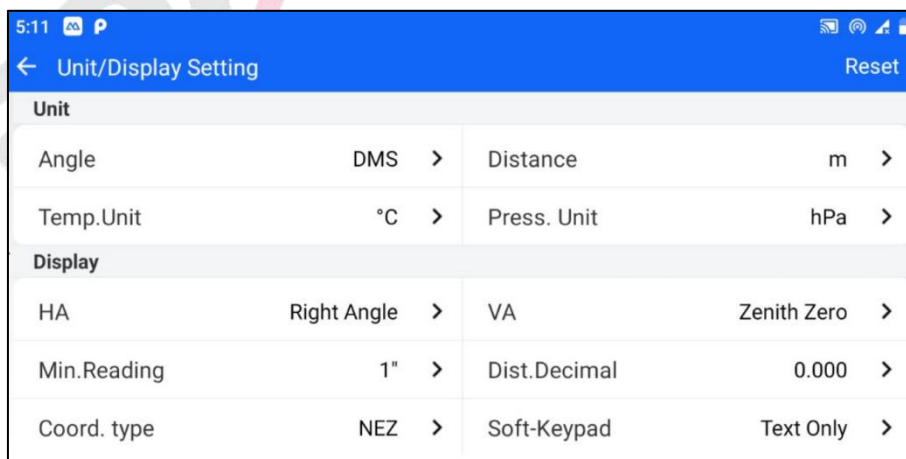 5:11
Unit/Display Setting Reset
Unit
Angle DMS Distance m
Temp.Unit °C Press. Unit hPa
Display
HA Right Angle VA Zenith Zero
Min.Reading 1" Dist.Decimal 0.000
Coord. type NEZ Soft-Keypad Text Only